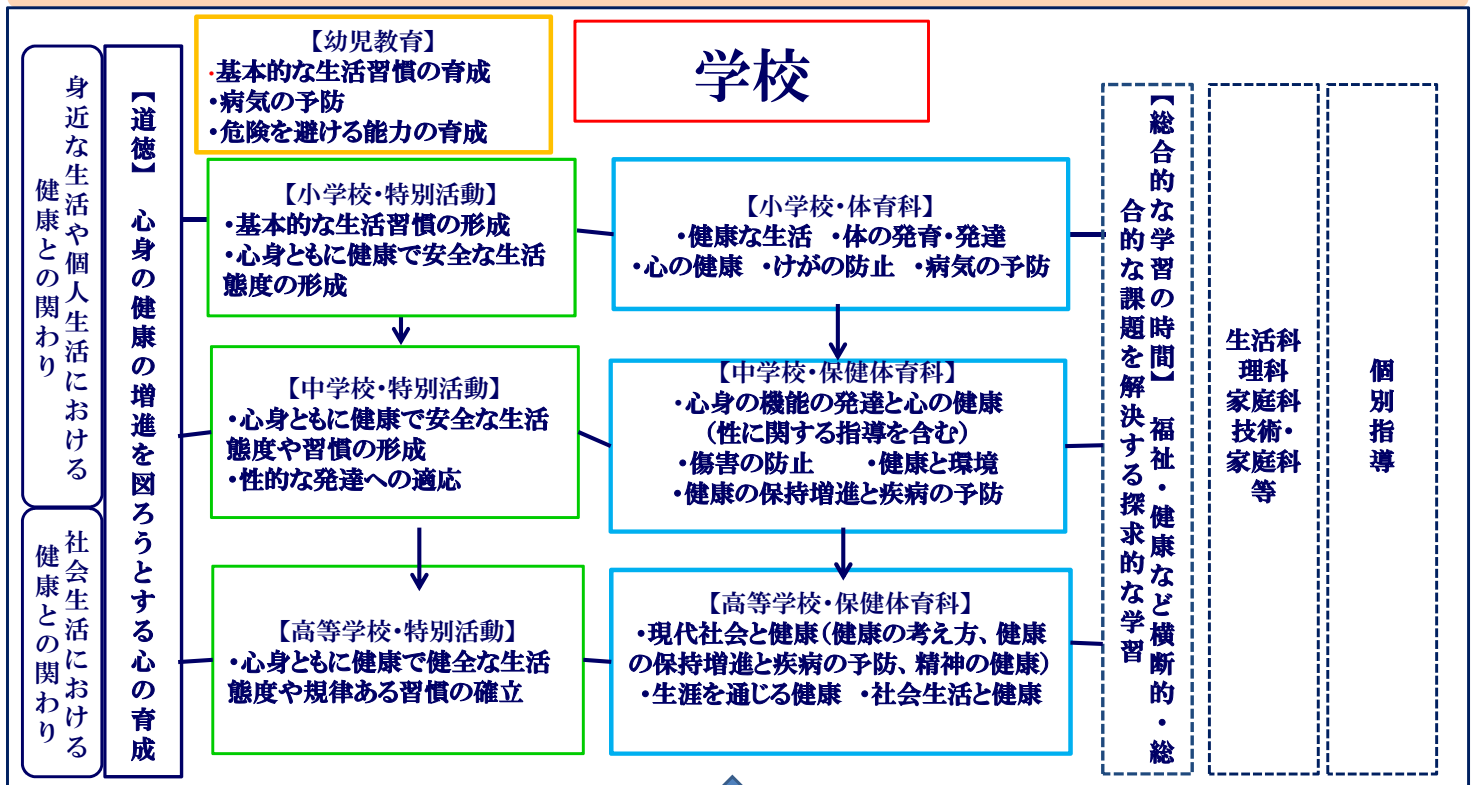 学校
【幼児教育】
・基本的な生活習慣の育成
・病気の予防
・危険を避ける能力の育成
身近な生活や個人生活における
健康との関わり
社会生活における
健康との関わり
【道徳】 心身の健康の増進を図ろうとする心の育成
【小学校・特別活動】
・基本的な生活習慣の形成
・心身ともに健康で安全な生活
態度の形成
【小学校・体育科】
・健康な生活 ・体の発育・発達
・心の健康 ・けがの防止 ・病気の予防
【中学校・特別活動】
・心身ともに健康で安全な生活
態度や習慣の形成
・性的な発達への適応
【中学校・保健体育科】
・心身の機能の発達と心の健康
（性に関する指導を含む）
・傷害の防止 ・健康と環境
・健康の保持増進と疾病の予防
【高等学校・特別活動】
・心身ともに健康で健全な生活
態度や規律ある習慣の確立
【高等学校・保健体育科】
・現代社会と健康（健康の考え方、健康
の保持増進と疾病の予防、精神の健康）
・生涯を通じる健康 ・社会生活と健康
【総合的な学習の時間】 福祉・健康など横断的・総
合的な課題を解決する探求的な学習
生活科
理科
家庭科
技術・
家庭科
等
個別指導